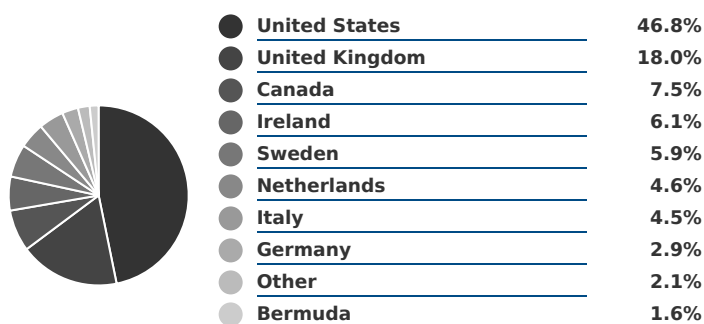 United States 46.8%
United Kingdom 18.0%
Canada 7.5%
Ireland 6.1%
Sweden 5.9%
Netherlands 4.6%
Italy 4.5%
Germany 2.9%
Other 2.1%
Bermuda 1.6%